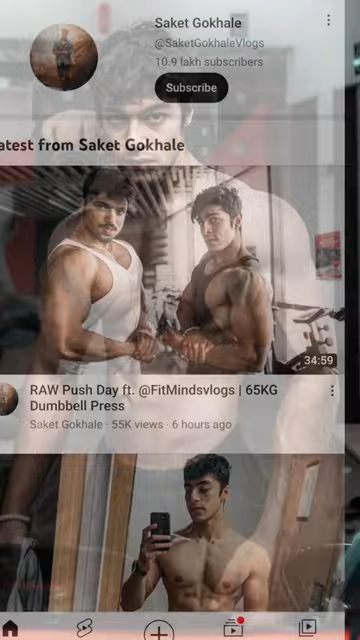 Saket Gokhale
@SaketGokhaleVlogs
10.9 lakh subscribers
Subscribe
atest from Saket Gokhale
34:59
RAW Push Day ft. @FitMindsvlogs | 65KG
Dumbbell Press
Saket Gokhale · 55K views · 6 hours ago